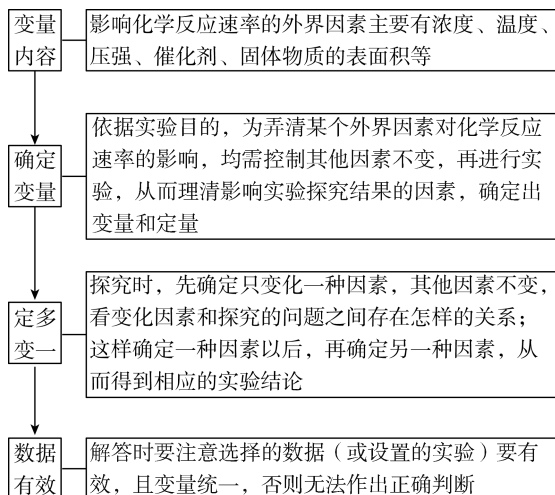 变量
内容
影响化学反应速率的外界因素主要有浓度、温度、
压强、催化剂、固体物质的表面积等
确定
变量
依据实验目的，为弄清某个外界因素对化学反应
速率的影响，均需控制其他因素不变，再进行实
验，从而理清影响实验探究结果的因素，确定出
变量和定量
定多
变一
探究时，先确定只变化一种因素，其他因素不变，
看变化因素和探究的问题之间存在怎样的关系；
这样确定一种因素以后，再确定另一种因素，从
而得到相应的实验结论
数据
有效
解答时要注意选择的数据（或设置的实验）要有
效，且变量统一，否则无法作出正确判断